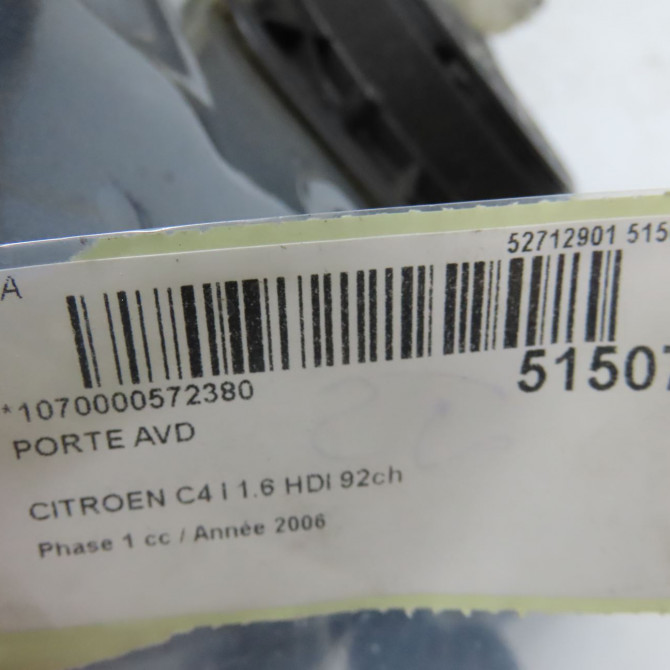 52712901 515
A
51507
*1070000572380
PORTE AVD
CITROEN C4 I 1.6 HDI 92ch
Phase 1 cc / Année 2006